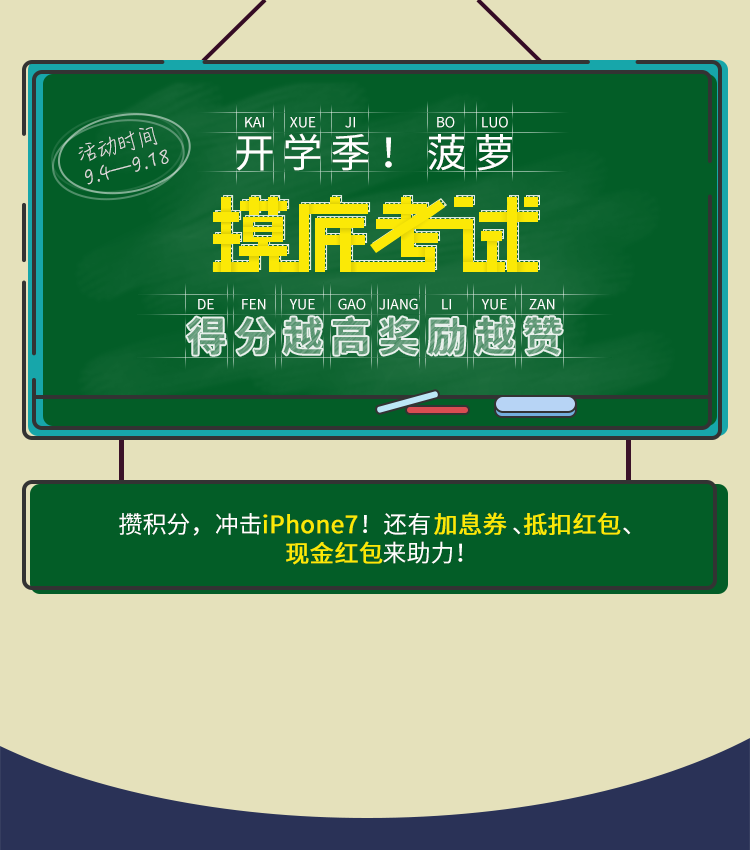 活动时间
9.4—9.18
KAI XUE JI BO LUO
开学季！菠萝
摸底考试
DE FEN YUE GAO JIANG LI YUE ZAN
得分越高奖励越赞
攒积分，冲击iPhone7！还有加息券、抵扣红包、
现金红包来助力！